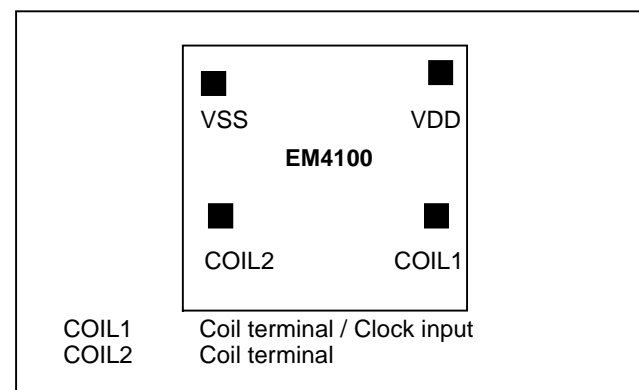 VSS VDD
EM4100
COIL2 COIL1
COIL1 Coil terminal / Clock input
COIL2 Coil terminal